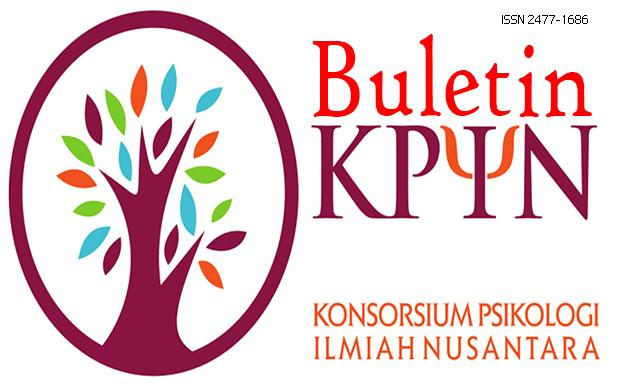 ISSN 2477-1686
Buletin
KPΨN
KONSORSIUM PSIKOLOGI
ILMIAH NUSANTARA